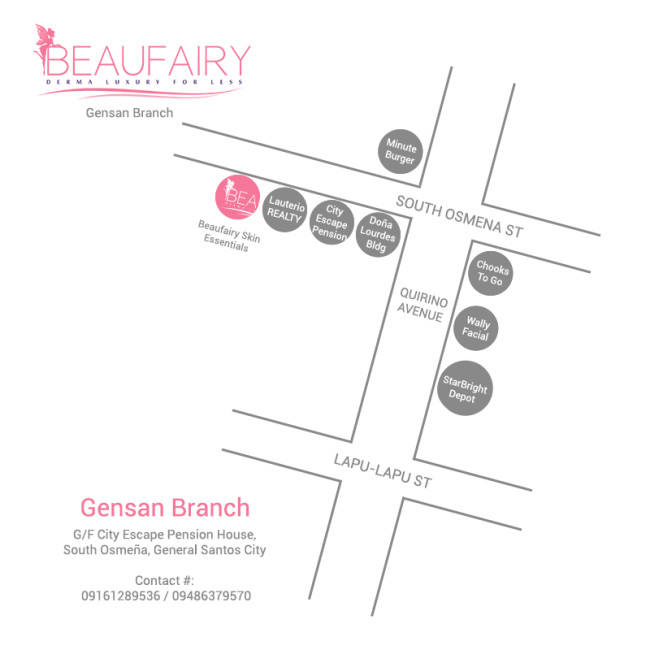 BEAUFAIRY
DERMA LUXURY FOR LESS
Gensan Branch
Minute
Burger
SOUTH OSMENA ST
BEA
Beaufairy Skin
Essentials
Lauterio
REALTY
City
Escape
Pension
Doña
Lourdes
Bldg
Chooks
To Go
QUIRINO
AVENUE
Wally
Facial
StarBright
Depot
LAPU-LAPU ST
Gensan Branch
G/F City Escape Pension House,
South Osmeña, General Santos City
Contact #:
09161289536 / 09486379570